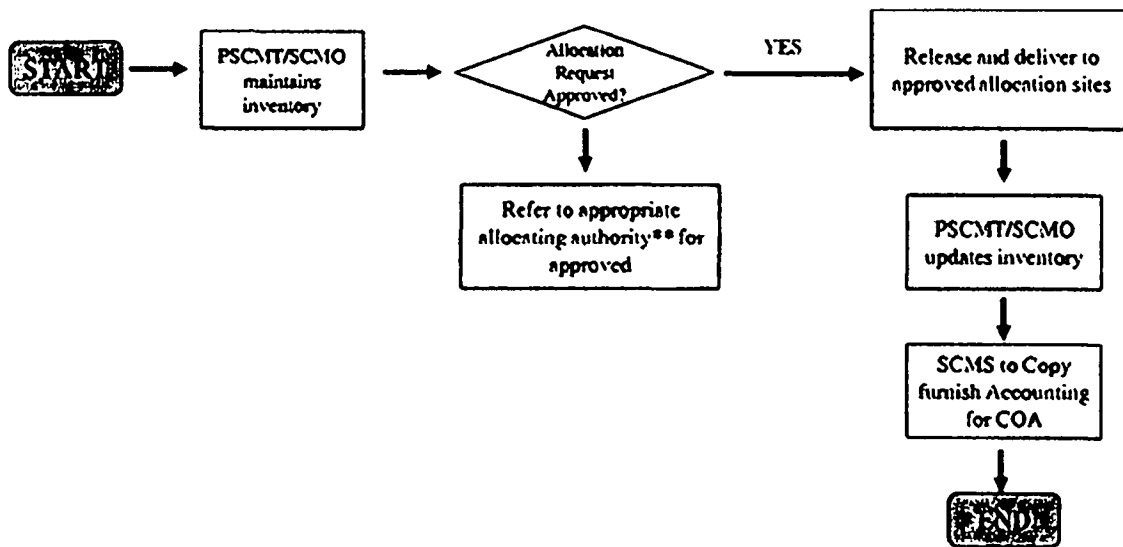 START
PSCMT/SCMO
maintains
inventory
Allocation
Request
Approved?
YES
Release and deliver to
approved allocation sites
Refer to appropriate
allocating authority** for
approved
PSCMT/SCMO
updates inventory
SCMS to Copy
furnish Accounting
for COA
END